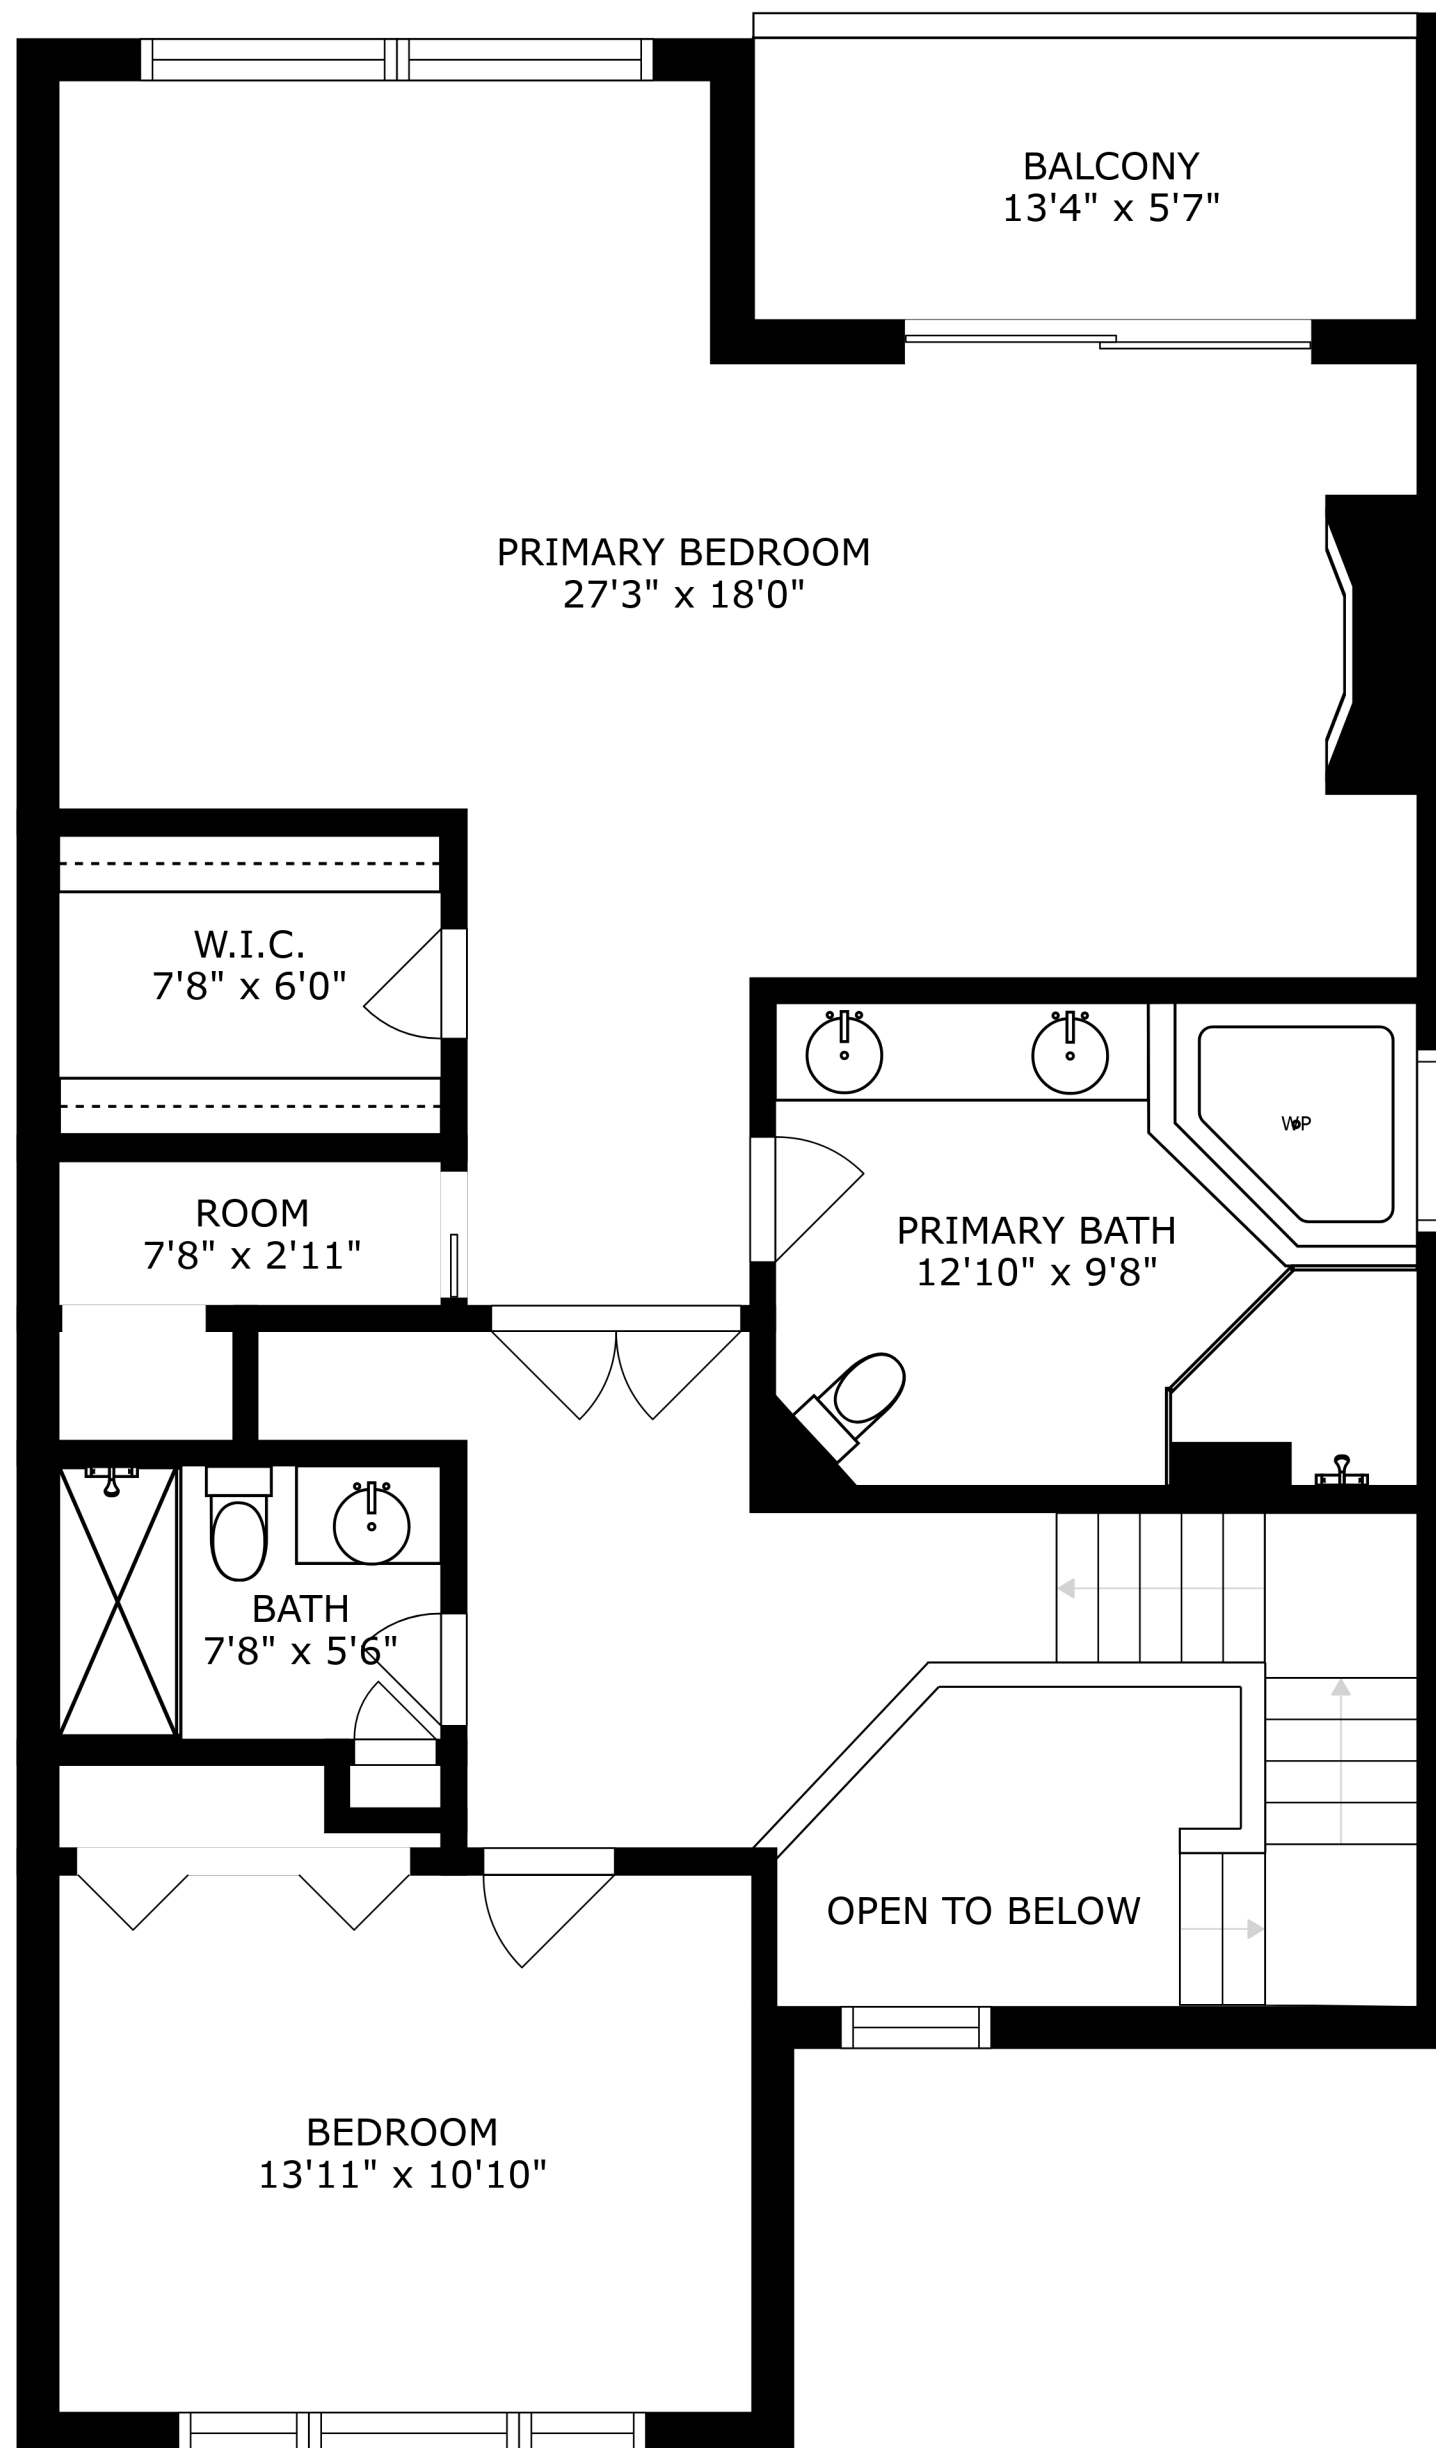 BALCONY
13'4" x 5'7"
PRIMARY BEDROOM
27'3" x 18'0"
W.I.C.
7'8" x 6'0"
WP
ROOM
7'8" x 2'11"
PRIMARY BATH
12'10" x 9'8"
BATH
7'8" x 5'6"
OPEN TO BELOW
BEDROOM
13'11" x 10'10"